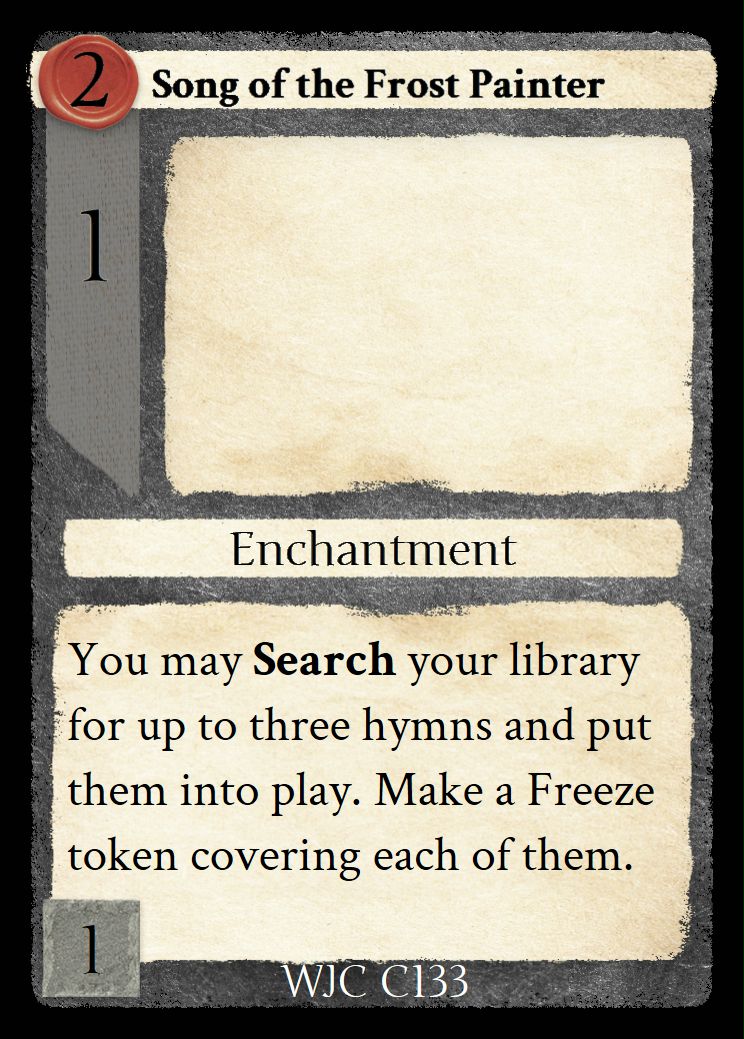 2
Song of the Frost Painter
1
Enchantment
You may Search your library
for up to three hymns and put
them into play. Make a Freeze
token covering each of them.
1
WJC C133